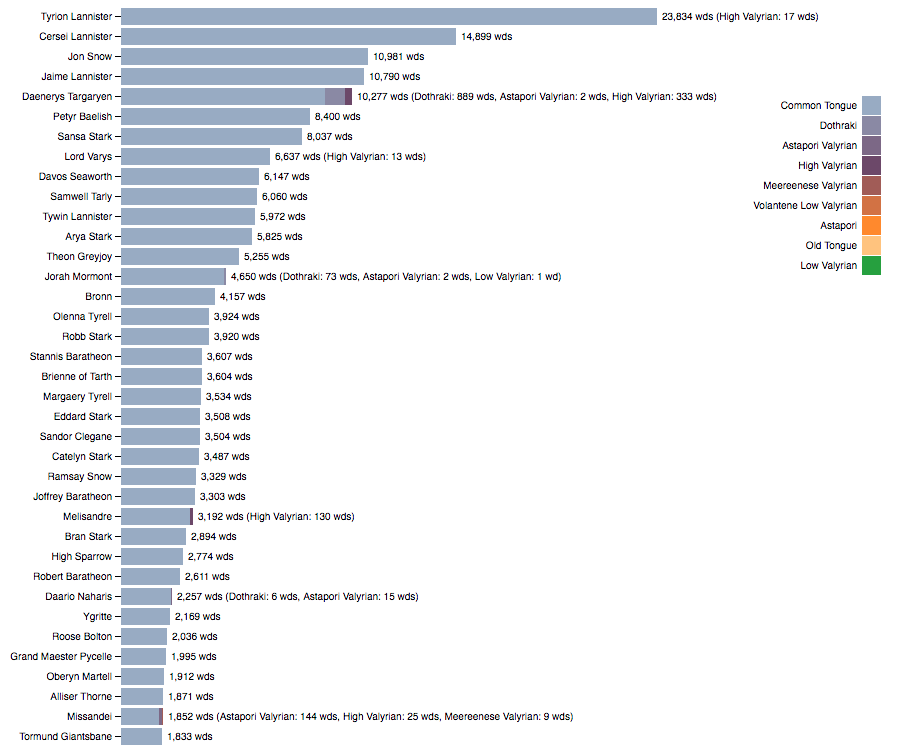 Tyrion Lannister 23,834 wds (High Valyrian: 17 wds)
Cersei Lannister 14,899 wds
Jon Snow 10,981 wds
Jaime Lannister 10,790 wds
Daenerys Targaryen 10,277 wds (Dothraki: 889 wds, Astapori Valyrian: 2 wds, High Valyrian: 333 wds)
Petyr Baelish 8,400 wds
Sansa Stark 8,037 wds
Lord Varys 6,637 wds (High Valyrian: 13 wds)
Davos Seaworth 6,147 wds
Samwell Tarly 6,060 wds
Tywin Lannister 5,972 wds
Arya Stark 5,825 wds
Theon Greyjoy 5,255 wds
Jorah Mormont 4,650 wds (Dothraki: 73 wds, Astapori Valyrian: 2 wds, Low Valyrian: 1 wd)
Bronn 4,157 wds
Olenna Tyrell 3,924 wds
Robb Stark 3,920 wds
Stannis Baratheon 3,607 wds
Brienne of Tarth 3,604 wds
Margaery Tyrell 3,534 wds
Eddard Stark 3,508 wds
Sandor Clegane 3,504 wds
Catelyn Stark 3,487 wds
Ramsay Snow 3,329 wds
Joffrey Baratheon 3,303 wds
Melisandre 3,192 wds (High Valyrian: 130 wds)
Bran Stark 2,894 wds
High Sparrow 2,774 wds
Robert Baratheon 2,611 wds
Daario Naharis 2,257 wds (Dothraki: 6 wds, Astapori Valyrian: 15 wds)
Ygritte 2,169 wds
Roose Bolton 2,036 wds
Grand Maester Pycelle 1,995 wds
Oberyn Martell 1,912 wds
Alliser Thorne 1,871 wds
Missandei 1,852 wds (Astapori Valyrian: 144 wds, High Valyrian: 25 wds, Meereenese Valyrian: 9 wds)
Tormund Giantsbane 1,833 wds
Common Tongue
Dothraki
Astapori Valyrian
High Valyrian
Meereenese Valyrian
Volantene Low Valyrian
Astapori
Old Tongue
Low Valyrian